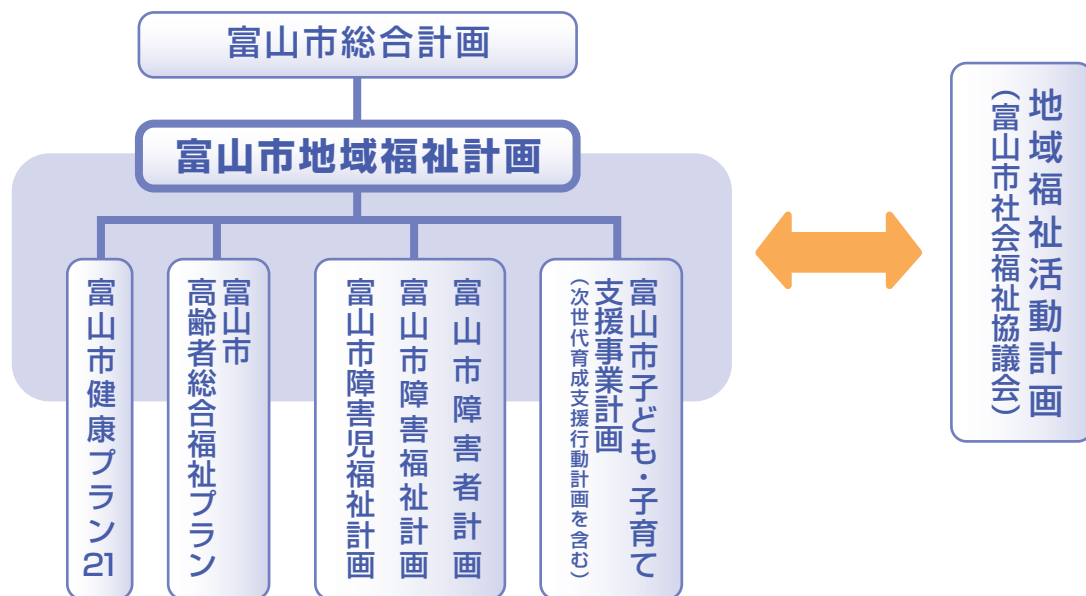 富山市総合計画
富山市地域福祉計画
富山市健康プラン21
富山市
高齢者総合福祉プラン
富山市障害者計画
富山市障害福祉計画
富山市障害児福祉計画
富山市子ども・子育て
支援事業計画
（次世代育成支援行動計画を含む）
地域福祉活動計画
（富山市社会福祉協議会）